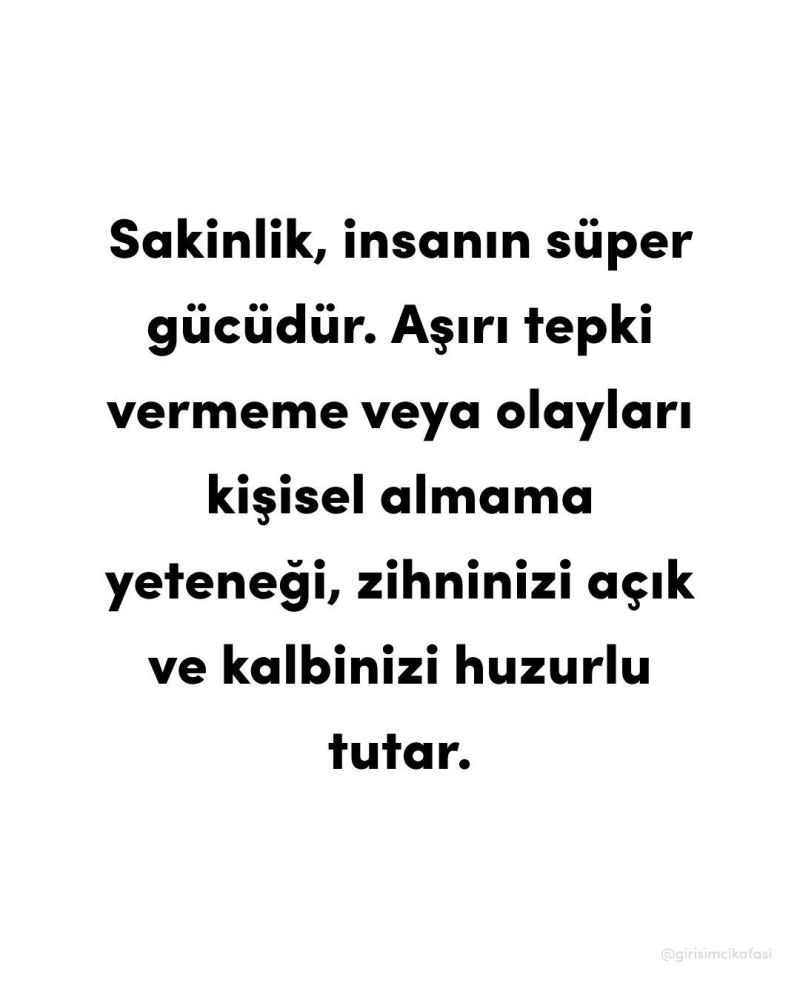 Sakinlik, insanın süper
gücüdür. Aşırı tepki
vermeme veya olayları
kişisel almama
yeteneği, zihninizi açık
ve kalbinizi huzurlu
tutar.
@girisimcikafasi